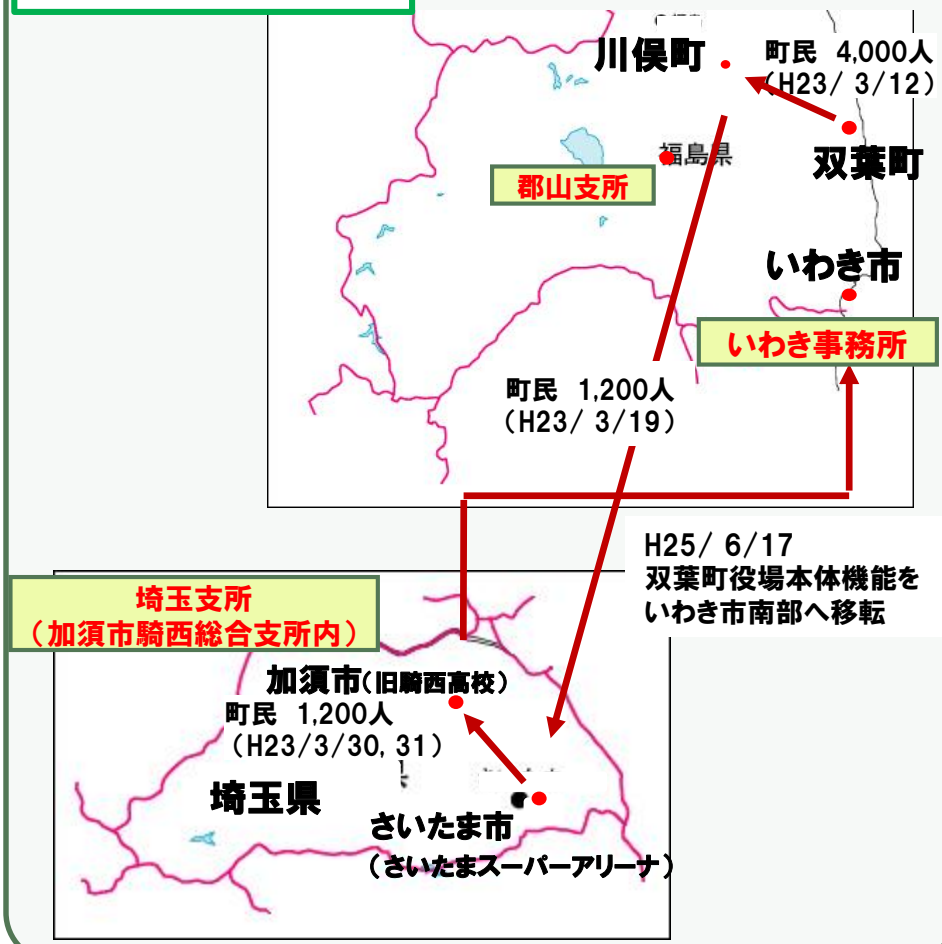 川俣町
町民 4,000人
(H23/ 3/12)
双葉町
福島県
郡山支所
いわき市
いわき事務所
町民 1,200人
(H23/ 3/19)
H25/ 6/17
双葉町役場本体機能を
いわき市南部へ移転
埼玉支所
(加須市騎西総合支所内)
加須市(旧騎西高校)
町民 1,200人
(H23/3/30, 31)
埼玉県
さいたま市
(さいたまスーパーアリーナ)